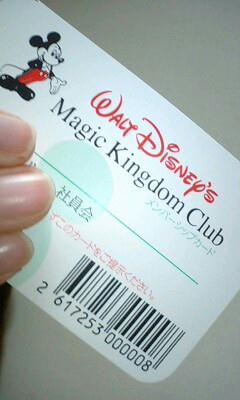 WALT DISNEY'S
Magic Kingdom Club
メンバーシップカード
社員会
ずこのカードをご提示ください。
2 617253 000008